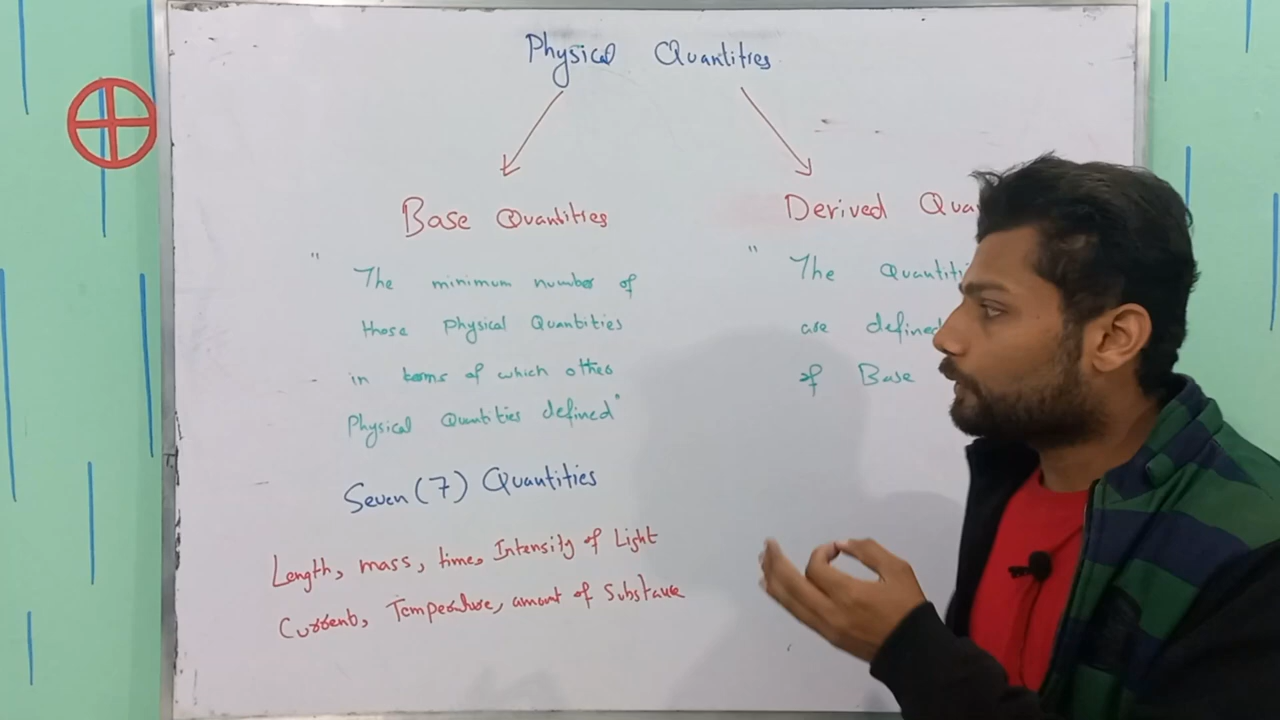 Physical Quantities
Base Quantities
"The minimum number of
those Physical Quantities
in terms of which other
Physical Quantities defined"
Seven (7) Quantities
Length, mass, time, Intensity of Light
Current, Temperature, amount of Substance
Derived Qua
"The Quantiti
are defined
of Base